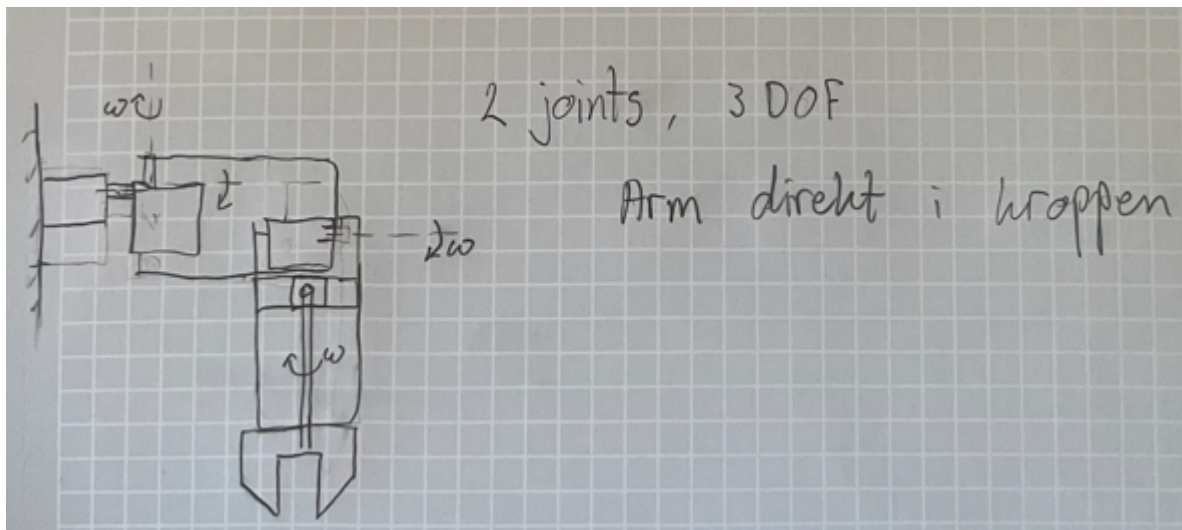 2 joints, 3 DOF
Arm direkt i kroppen
ω
ω
ω